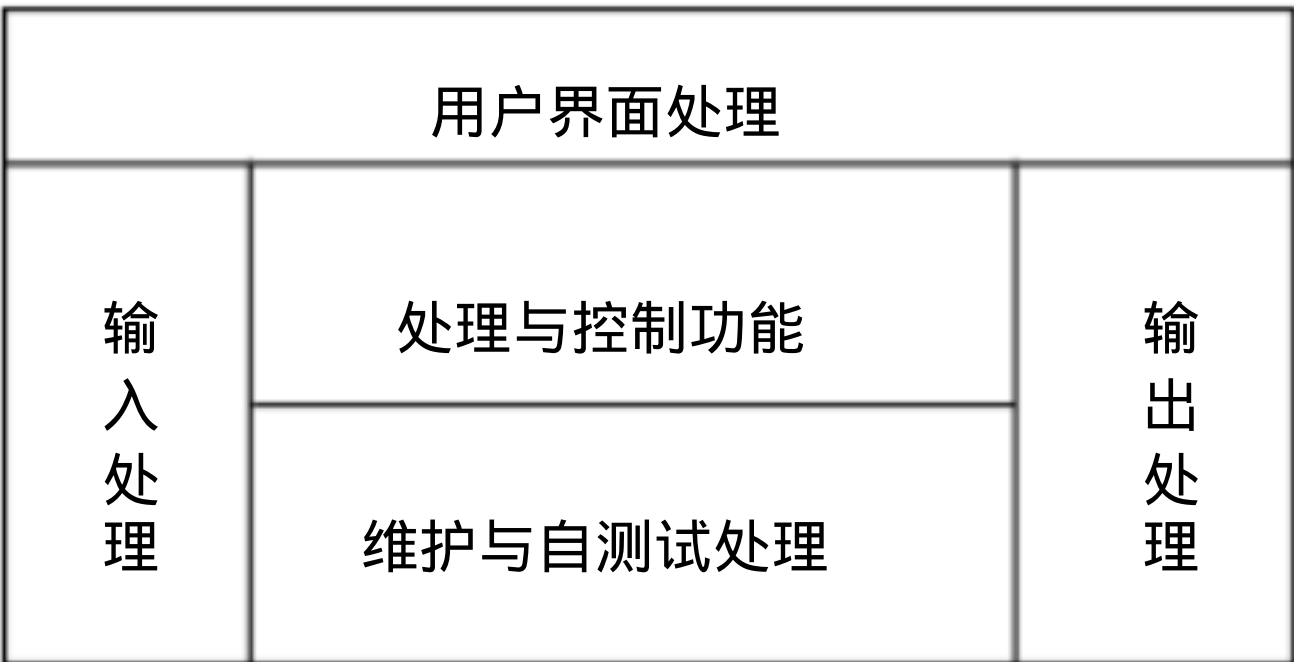 用户界面处理
输入处理
处理与控制功能
维护与自测试处理
输出处理